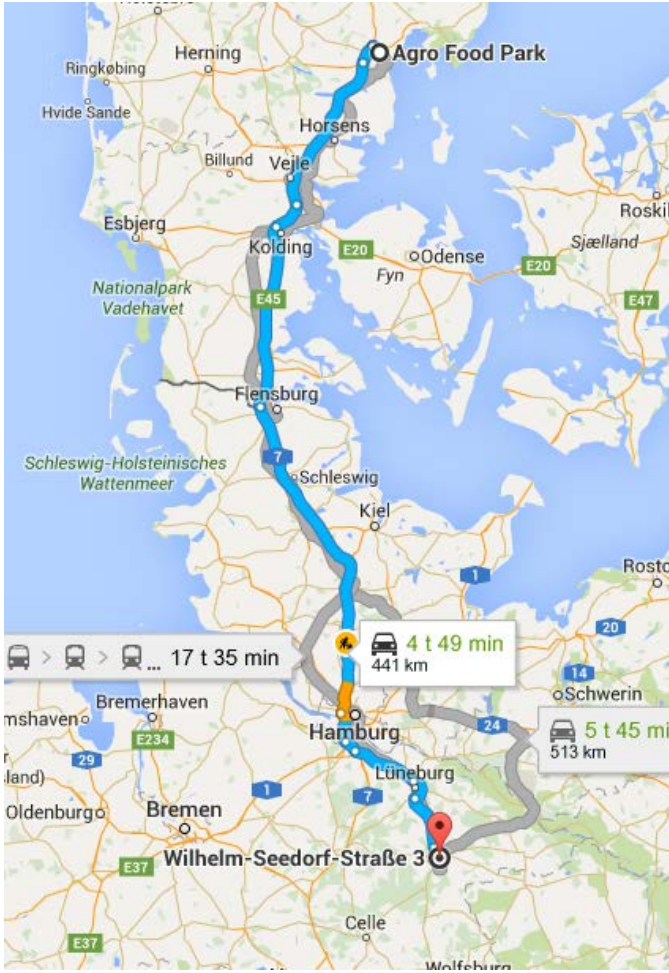 Agro Food Park
Herning
Ringkøbing
Hvide Sande
Horsens
Billund
Vejle
Roskil
Esbjerg
Kolding
E20
Odense
Sjælland
Fyn
E20
Nationalpark
Vadehavet
E45
E47
Flensburg
7
Schleswig-Holsteinisches
Wattenmeer
Schleswig
Kiel
1
Rosto
20
4 t 49 min
441 km
... 17 t 35 min
14
Schwerin
Bremerhaven
mshaven
24
5 t 45 mi
513 km
E234
Hamburg
29
sland)
Lüneburg
1
7
Oldenburg
Bremen
Wilhelm-Seedorf-Straße 3
E37
Celle
E37
Wolfsburg